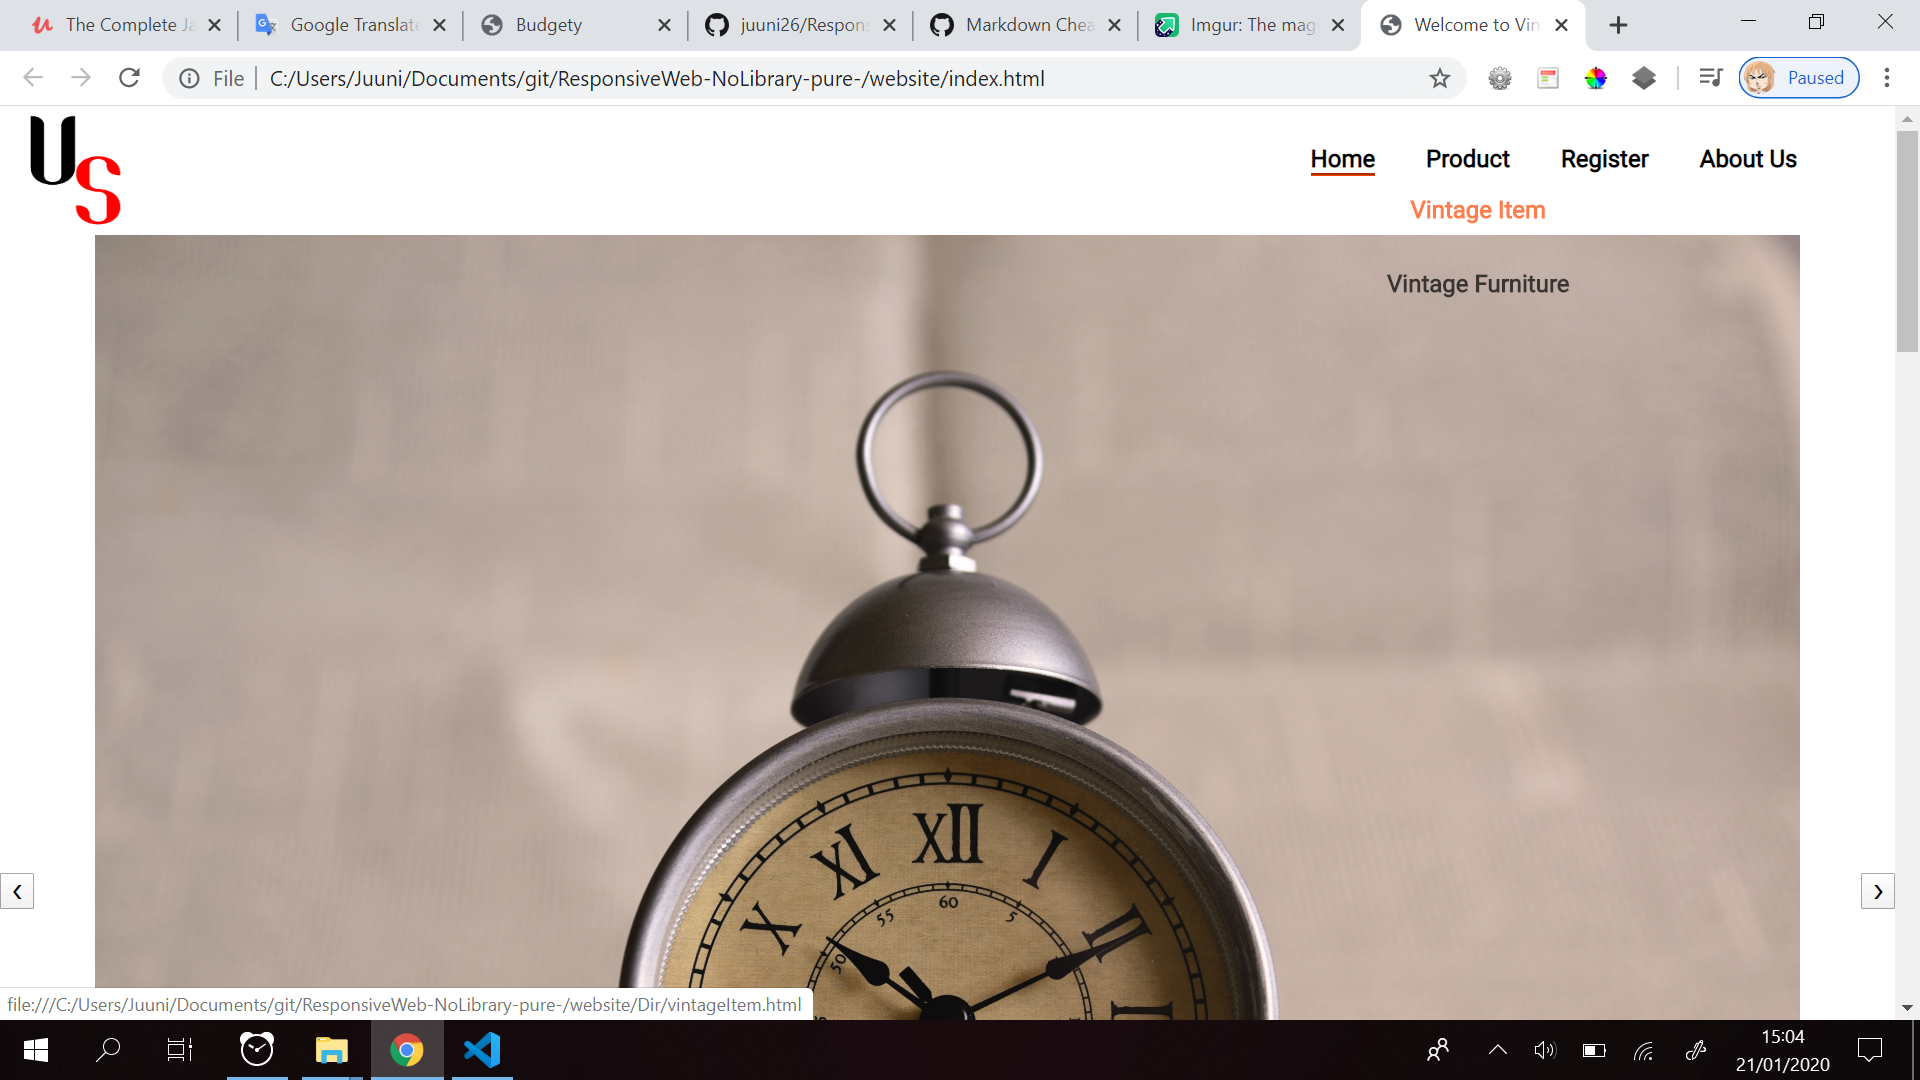 The Complete Ja
Google Translate
Budgety
juuni26/Respons
Markdown Chea
Imgur: The mag
Welcome to Vin
File
C:/Users/Juuni/Documents/git/ResponsiveWeb-NoLibrary-pure-/website/index.html
Paused
US
Home
Product
Register
About Us
Vintage Item
Vintage Furniture
XII
XI
I
X
II
60
55
5
50
file:///C:/Users/Juuni/Documents/git/ResponsiveWeb-NoLibrary-pure-/website/Dir/vintageItem.html
15:04
21/01/2020